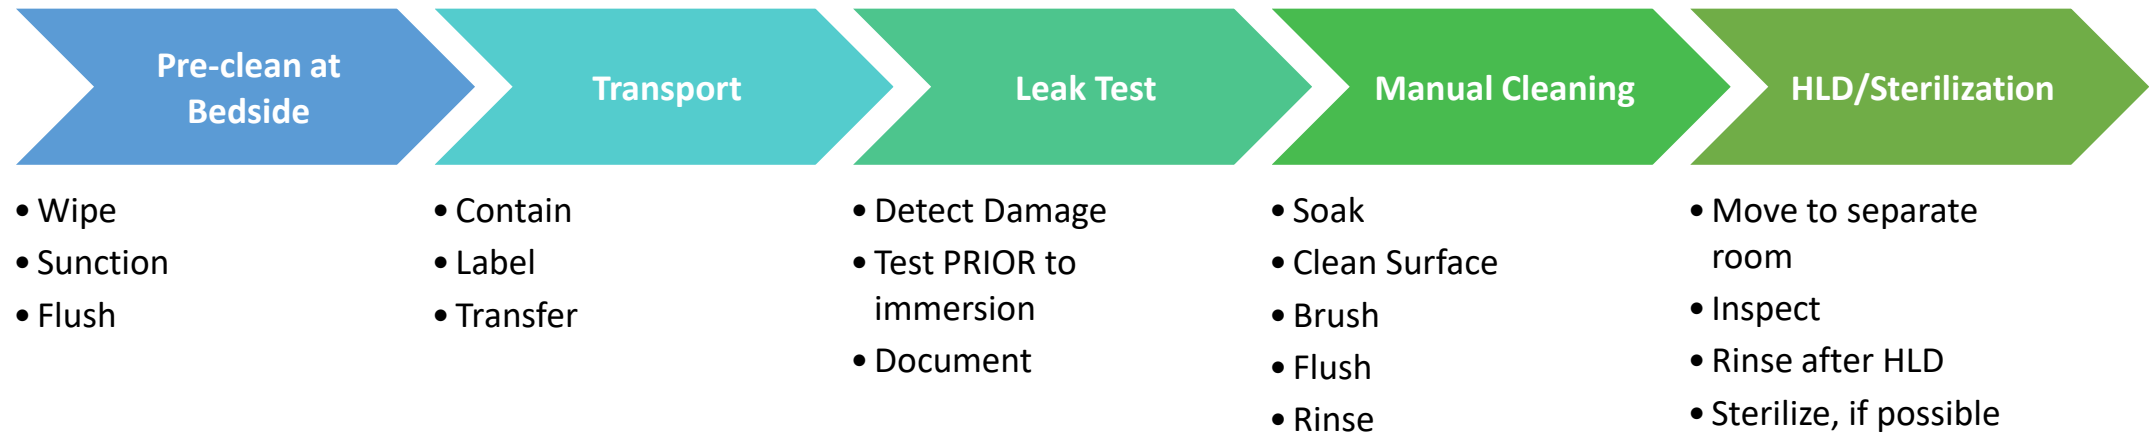 Pre-clean at
Bedside
• Wipe
• Sunction
• Flush
Transport
• Contain
• Label
• Transfer
Leak Test
• Detect Damage
• Test PRIOR to
immersion
• Document
Manual Cleaning
• Soak
• Clean Surface
• Brush
• Flush
• Rinse
HLD/Sterilization
• Move to separate
room
• Inspect
• Rinse after HLD
• Sterilize, if possible